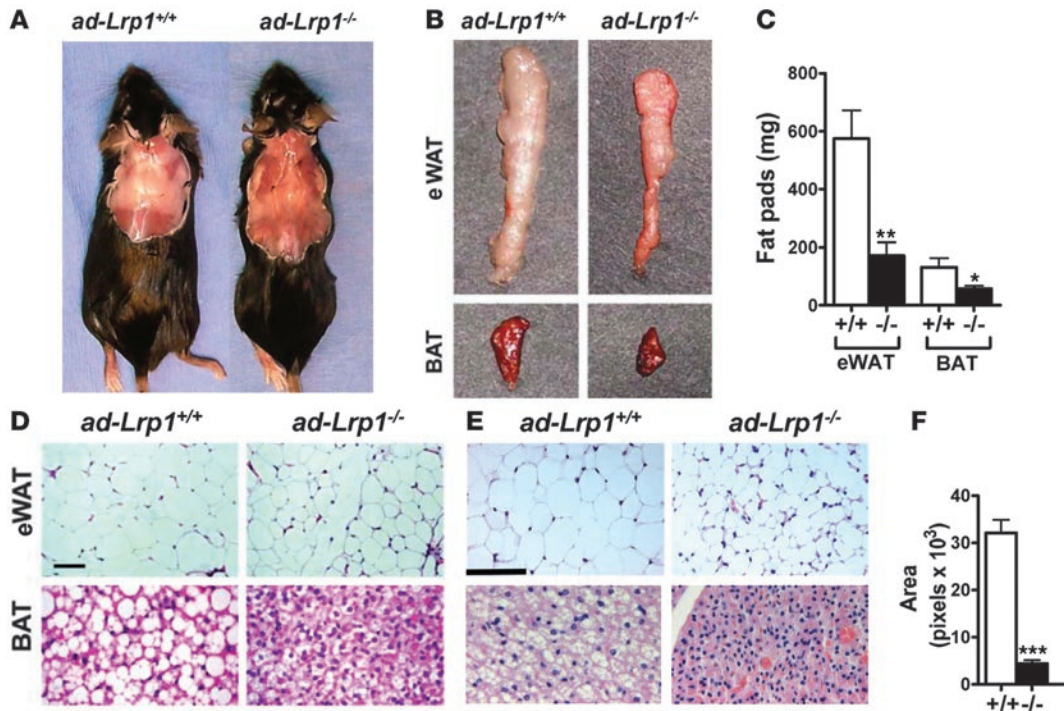 A
ad-Lrp1+/+
ad-Lrp1-/-
B
ad-Lrp1+/+
ad-Lrp1-/-
eWAT
BAT
C
Fat pads (mg)
800
600
400
200
0
**
*
+/+ -/- +/+ -/-
eWAT BAT
D
ad-Lrp1+/+
ad-Lrp1-/-
eWAT
BAT
E
ad-Lrp1+/+
ad-Lrp1-/-
F
Area
(pixels x 10³)
40
30
20
10
0
***
+/+ -/-